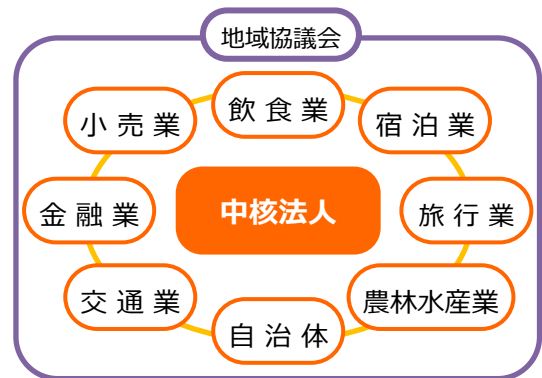 地域協議会
飲食業
小売業
宿泊業
金融業
中核法人
旅行業
交通業
農林水産業
自治体